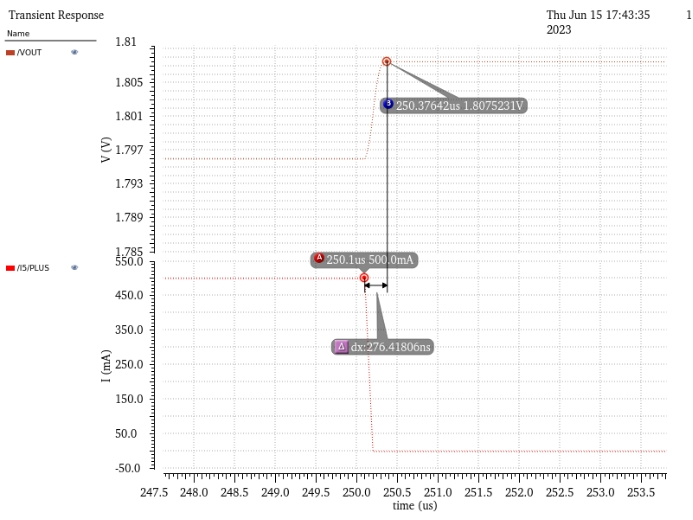 Transient Response
Thu Jun 15 17:43:35 1
2023
Name
/VOUT
1.81
1.805
1.801
1.797
1.793
1.789
1.785
V (V)
B 250.37642us 1.8075231V
A 250.1us 500.0mA
/I5/PLUS
550.0
450.0
350.0
250.0
150.0
50.0
-50.0
I (mA)
Δ dx:276.41806ns
247.5 248.0 248.5 249.0 249.5 250.0 250.5 251.0 251.5 252.0 252.5 253.0 253.5
time (us)